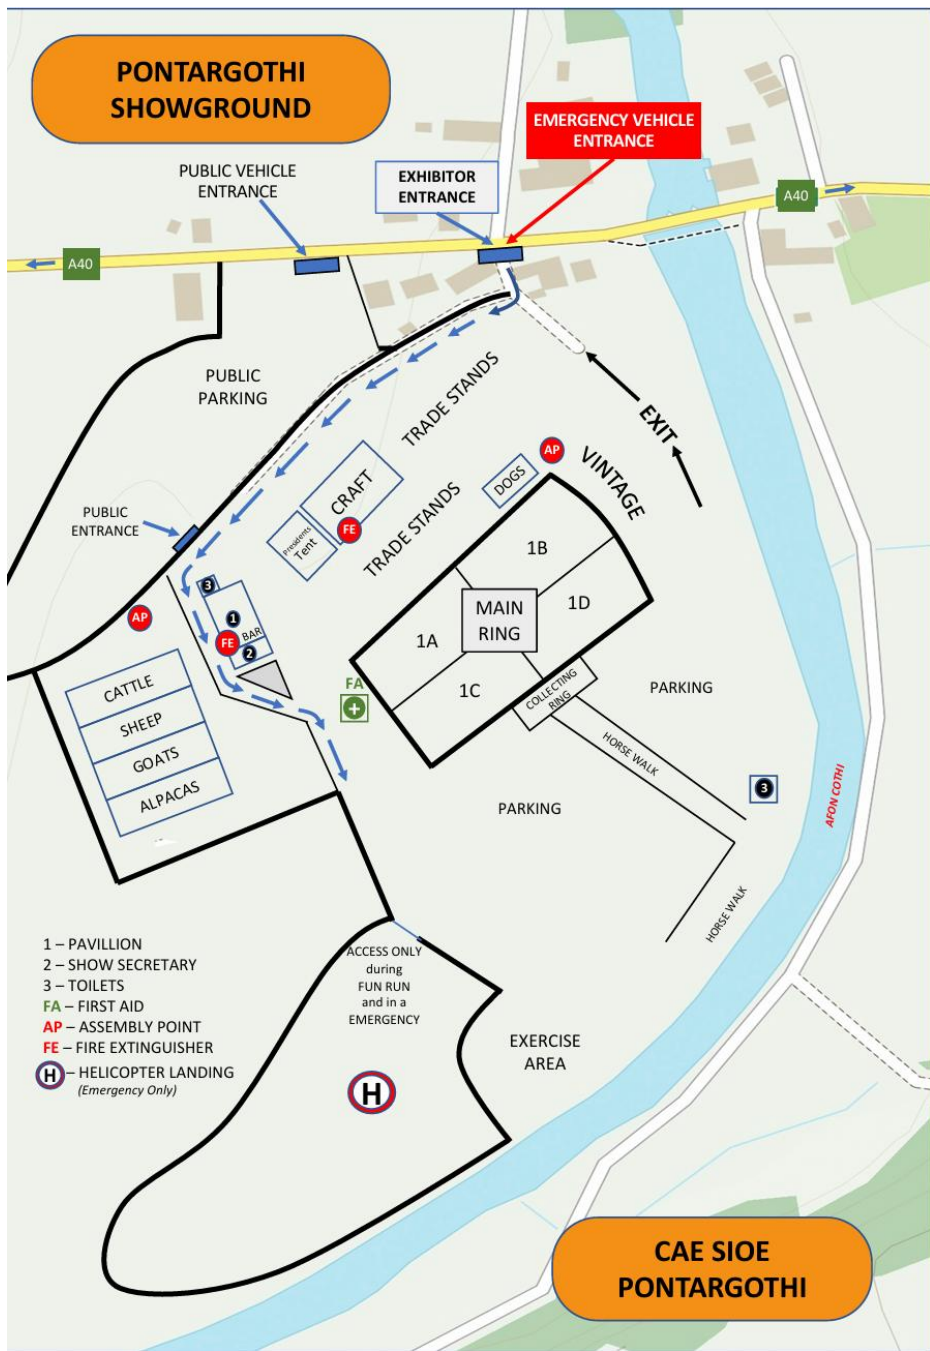 PONTARGOTHI
SHOWGROUND
EMERGENCY VEHICLE
ENTRANCE
PUBLIC VEHICLE
ENTRANCE
EXHIBITOR
ENTRANCE
A40
A40
PUBLIC
PARKING
TRADE STANDS
EXIT
AP
VINTAGE
DOGS
CRAFT
TRADE STANDS
PUBLIC
ENTRANCE
Presidents
Tent
FE
1B
3
1
BAR
FE
2
AP
MAIN
RING
1D
1A
1C
FA
COLLECTING
RING
PARKING
CATTLE
SHEEP
GOATS
ALPACAS
HORSE WALK
3
PARKING
AFON COTHI
HORSE WALK
1 – PAVILLION
2 – SHOW SECRETARY
3 – TOILETS
FA – FIRST AID
AP – ASSEMBLY POINT
FE – FIRE EXTINGUISHER
H – HELICOPTER LANDING
(Emergency Only)
ACCESS ONLY
during
FUN RUN
and in a
EMERGENCY
EXERCISE
AREA
H
CAE SIOE
PONTARGOTHI